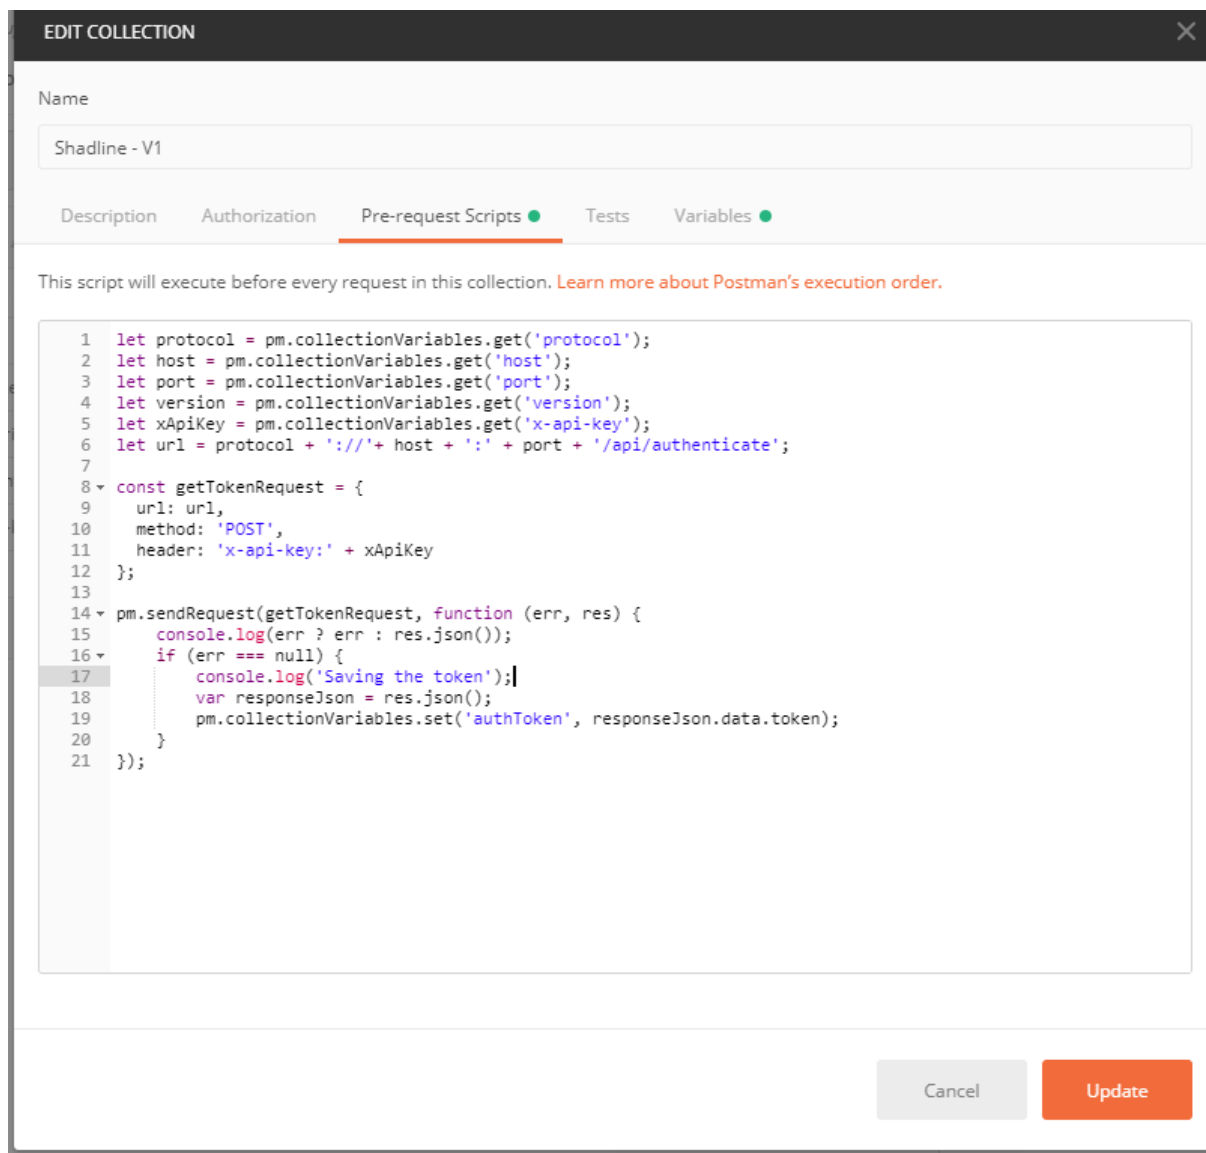 EDIT COLLECTION
Name
Shadline - V1
Description Authorization Pre-request Scripts Tests Variables
This script will execute before every request in this collection. Learn more about Postman's execution order.
1 let protocol = pm.collectionVariables.get('protocol');
2 let host = pm.collectionVariables.get('host');
3 let port = pm.collectionVariables.get('port');
4 let version = pm.collectionVariables.get('version');
5 let xApiKey = pm.collectionVariables.get('x-api-key');
6 let url = protocol + '://'+ host + ':' + port + '/api/authenticate';
7
8 const getTokenRequest = {
9 url: url,
10 method: 'POST',
11 header: 'x-api-key:' + xApiKey
12 };
13
14 pm.sendRequest(getTokenRequest, function (err, res) {
15 console.log(err ? err : res.json());
16 if (err === null) {
17 console.log('Saving the token');
18 var responseJson = res.json();
19 pm.collectionVariables.set('authToken', responseJson.data.token);
20 }
21 });
Cancel Update